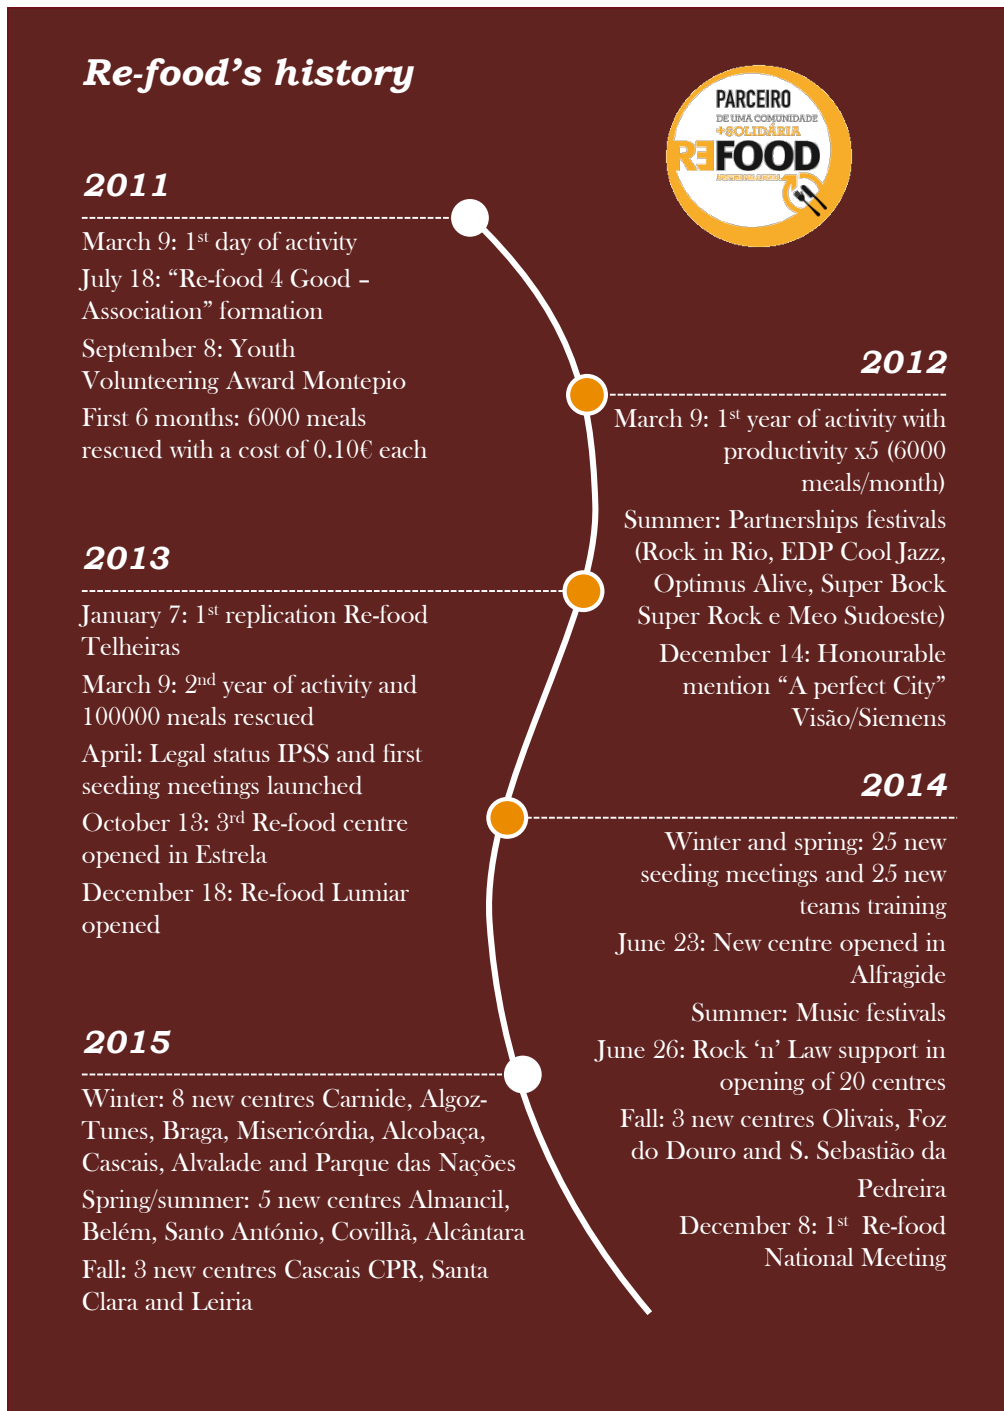 Re-food’s history
PARCEIRO
DE UMA COMUNIDADE
+SOLIDÁRIA
REFOOD
2011
March 9: 1st day of activity
July 18: “Re-food 4 Good –
Association” formation
September 8: Youth
Volunteering Award Montepio
First 6 months: 6000 meals
rescued with a cost of 0.10€ each
2012
March 9: 1st year of activity with
productivity x5 (6000
meals/month)
Summer: Partnerships festivals
(Rock in Rio, EDP Cool Jazz,
Optimus Alive, Super Bock
Super Rock e Meo Sudoeste)
December 14: Honourable
mention “A perfect City”
Visão/Siemens
2013
January 7: 1st replication Re-food
Telheiras
March 9: 2nd year of activity and
100000 meals rescued
April: Legal status IPSS and first
seeding meetings launched
October 13: 3rd Re-food centre
opened in Estrela
December 18: Re-food Lumiar
opened
2014
Winter and spring: 25 new
seeding meetings and 25 new
teams training
June 23: New centre opened in
Alfragide
Summer: Music festivals
June 26: Rock ‘n’ Law support in
opening of 20 centres
Fall: 3 new centres Olivais, Foz
do Douro and S. Sebastião da
Pedreira
December 8: 1st Re-food
National Meeting
2015
Winter: 8 new centres Carnide, Algoz-
Tunes, Braga, Misericórdia, Alcobaça,
Cascais, Alvalade and Parque das Nações
Spring/summer: 5 new centres Almancil,
Belém, Santo António, Covilhã, Alcântara
Fall: 3 new centres Cascais CPR, Santa
Clara and Leiria